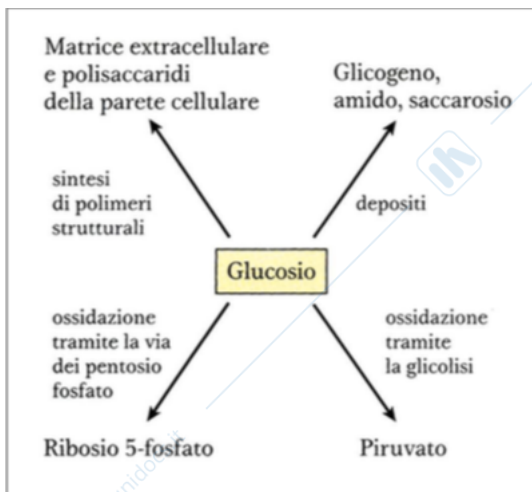 Matrice extracellulare
e polisaccaridi
della parete cellulare
Glicogeno,
amido, saccarosio
sintesi
di polimeri
strutturali
depositi
Glucosio
ossidazione
tramite la via
dei pentosio
fosfato
ossidazione
tramite
la glicolisi
Ribosio 5-fosfato
Piruvato